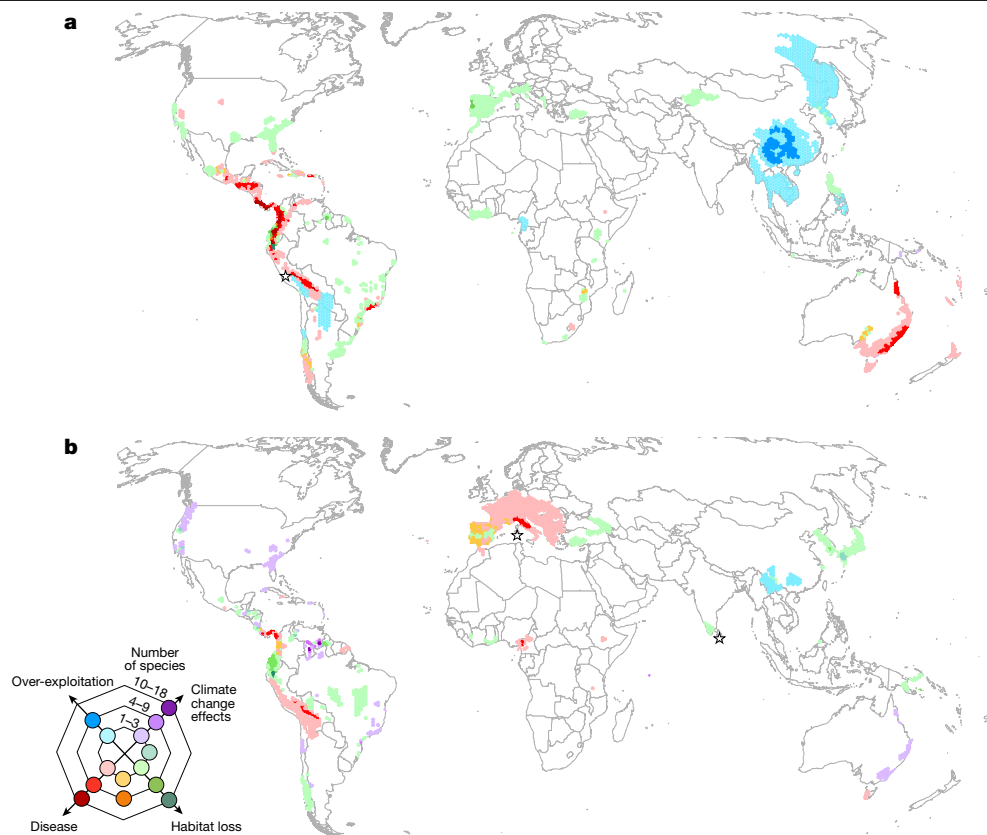 a
b
Number
of species
Over-exploitation
10–18
4–9
1–3
Climate
change
effects
Disease
Habitat loss